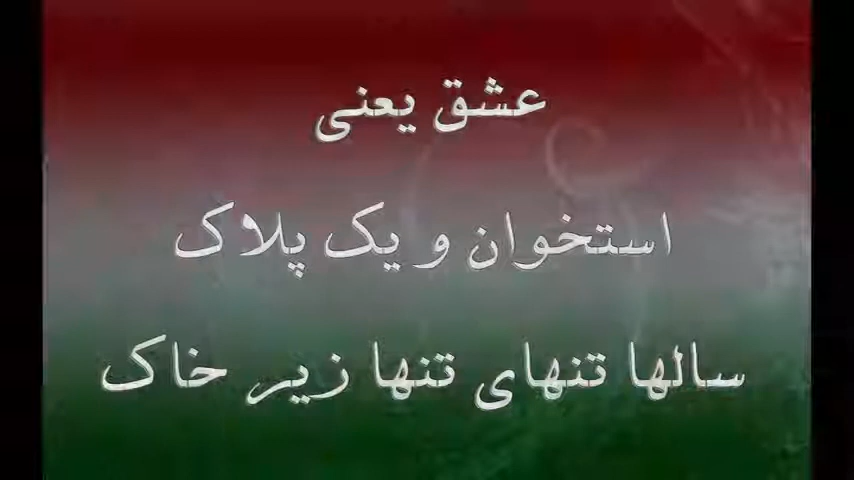 عشق یعنی
استخوان و یک پلاک
سالها تنهای تنها زیر خاک